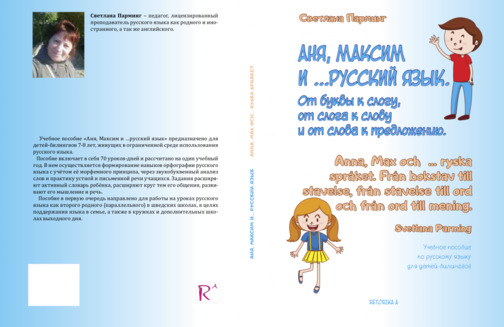 Светлана Парминг – педагог, лицензированный
преподаватель русского языка как родного и ино-
странного, а так же английского.
Учебное пособие «Аня, Максим и ...русский язык» предназначено для
детей-билингвов 7-8 лет, живущих в ограниченной среде использования
русского языка.
Пособие включает в себя 70 уроков дней и рассчитано на один учебный
год. В нем осуществляется формирование навыков орфографии русского
языка с учётом её морфемного принципа, через звукобуквенный анализ
слов и практику устной и письменной речи учащихся. Задания расширя-
ют активный словарь ребёнка, расширяют круг тем его общения, разви-
вают его мышление и речь.
Пособие в первую очередь направлено для работы на уроках русского
языка как второго родного (параллельного) в шведских школах, в целях
поддержания языка в семье, а также в кружках и дополнительных шко-
лах выходного дня.
R A
АНЯ, МАКСИМ И... РУССКИЙ ЯЗЫК
Светлана Парминг
АНЯ, МАКСИМ
И ...РУССКИЙ ЯЗЫК.
От буквы к слогу,
от слога к слову
и от слова к предложению.
Anna, Max och ... ryska
språket. Från bokstav till
stavelse, från stavelse till ord
och från ord till mening.
Svetlana Parming
Учебное пособие
по русскому языку
для детей-билингвов
RETORIKA A